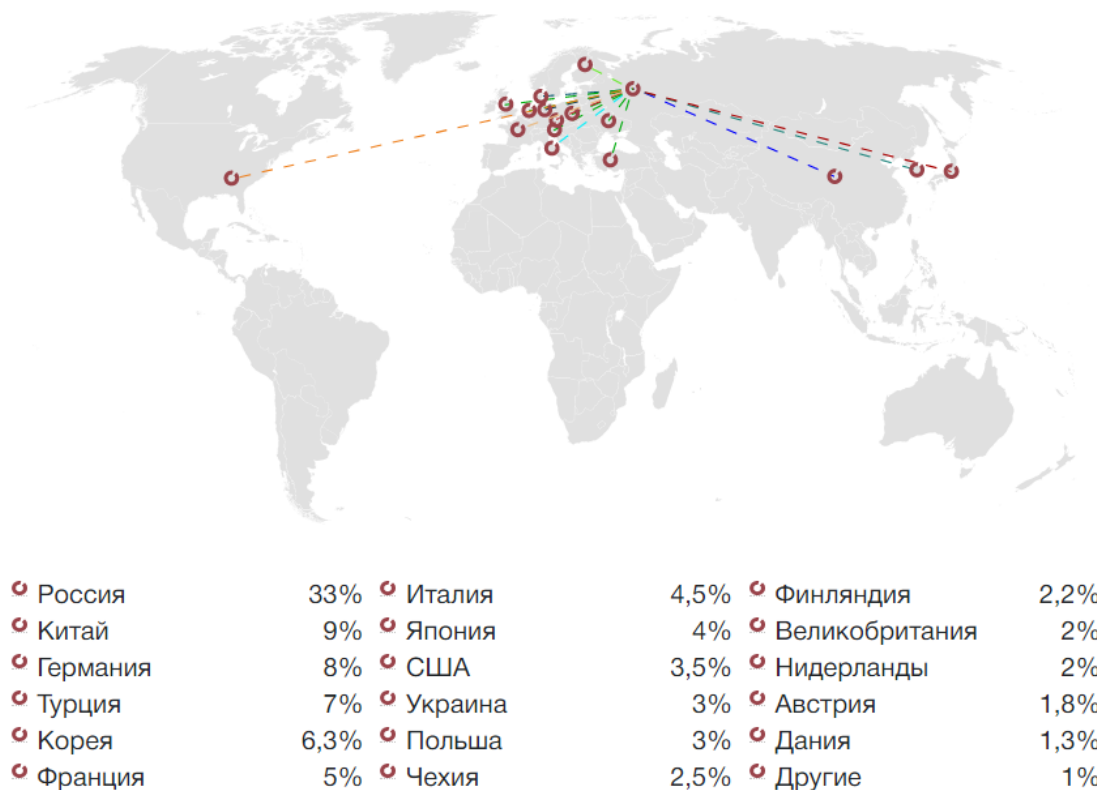 Россия 33% Италия 4,5% Финляндия 2,2%
Китай 9% Япония 4% Великобритания 2%
Германия 8% США 3,5% Нидерланды 2%
Турция 7% Украина 3% Австрия 1,8%
Корея 6,3% Польша 3% Дания 1,3%
Франция 5% Чехия 2,5% Другие 1%